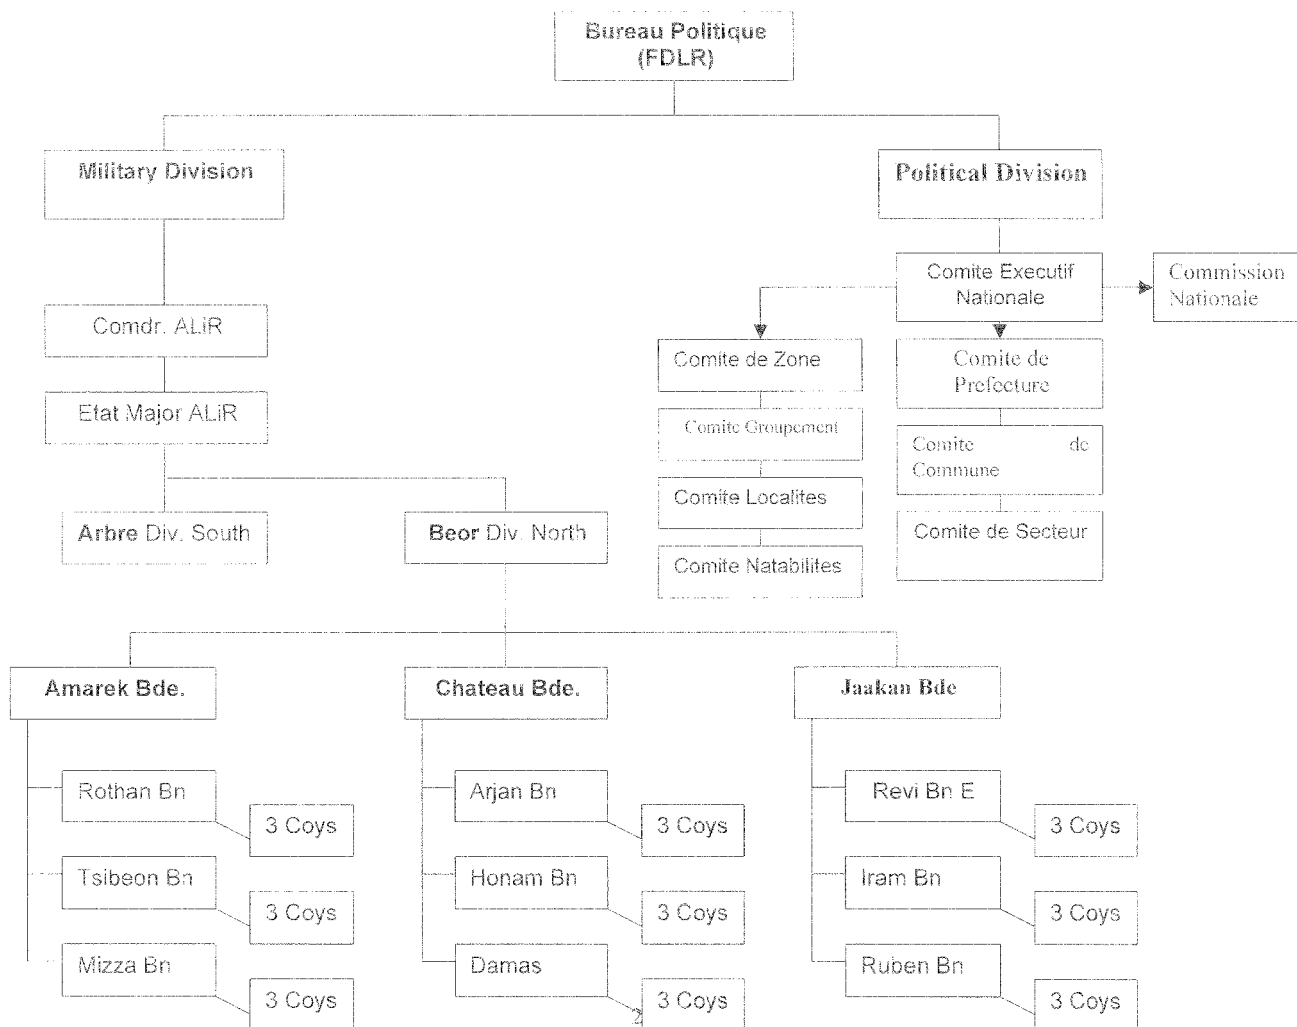 Bureau Politique
(FDLR)
Military Division
Political Division
Comite Executif
Nationale
Commission
Nationale
Comdr. ALiR
Comite de Zone
Comite de
Prefecture
Etat Major ALiR
Comite Groupement
Comite de
Commune
Comite Localites
Arbre Div. South
Beor Div. North
Comite de Secteur
Comite Natabilites
Amarek Bde.
Chateau Bde.
Jaakan Bde
Rothan Bn
Arjan Bn
Revi Bn E
3 Coys
3 Coys
3 Coys
Tsibeon Bn
Honam Bn
Iram Bn
3 Coys
3 Coys
3 Coys
Mizza Bn
Damas
Ruben Bn
3 Coys
3 Coys
3 Coys
2